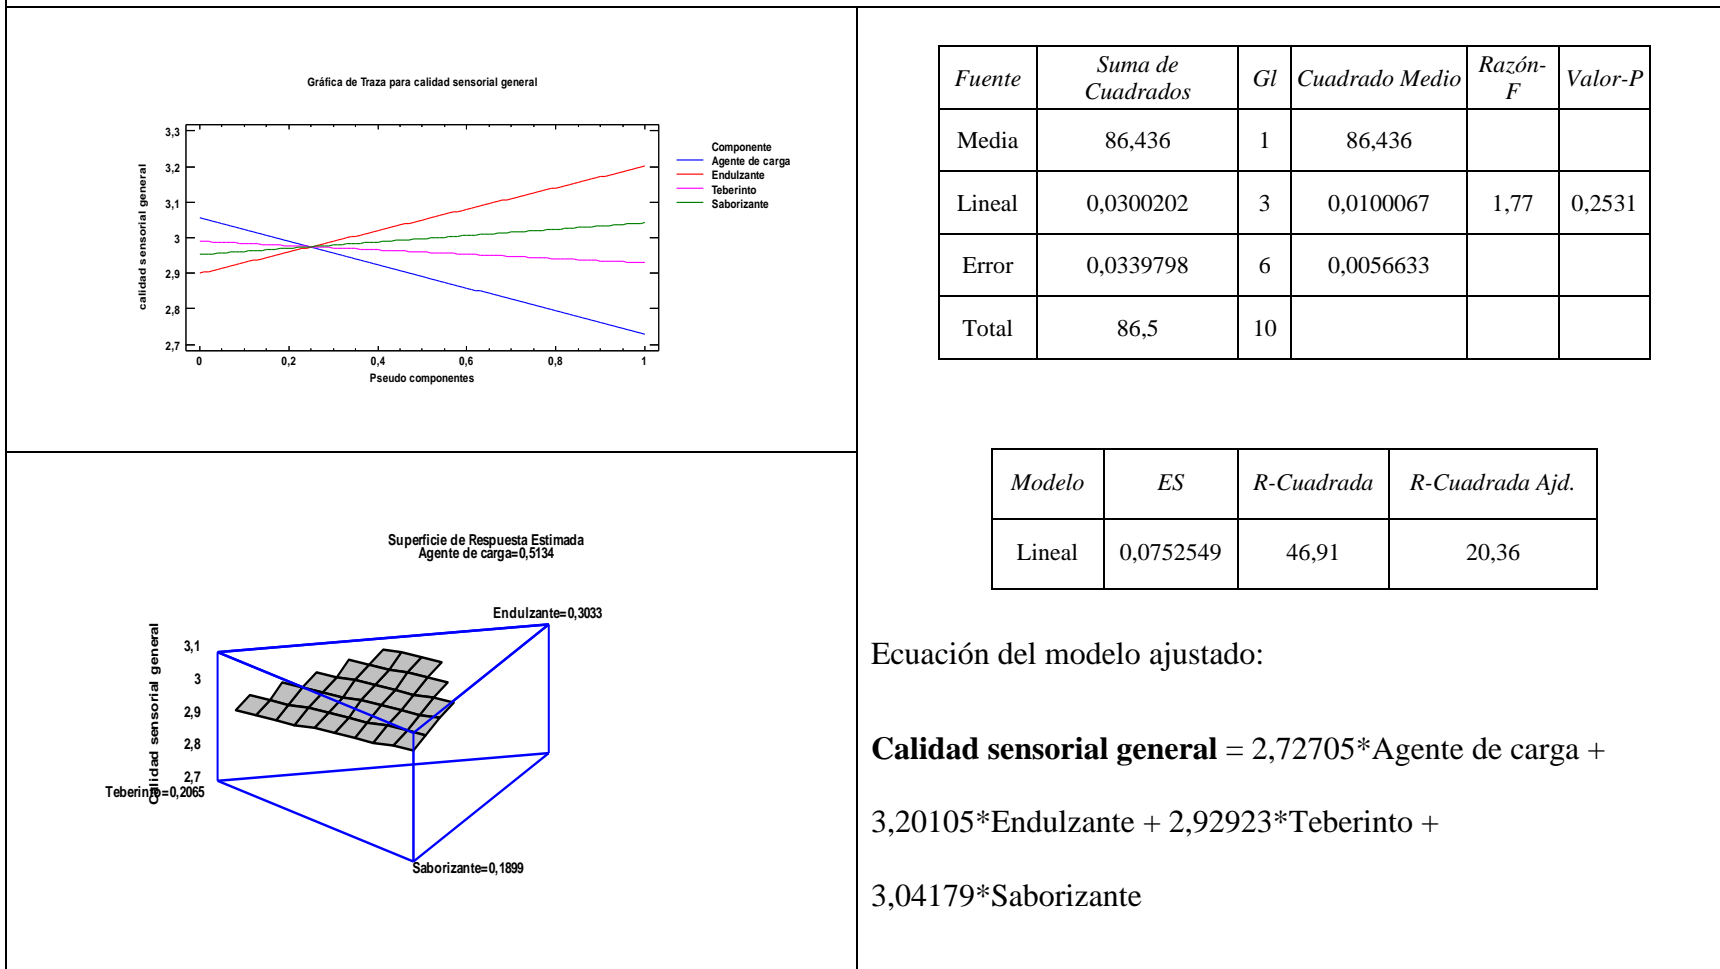 Gráfica de Traza para calidad sensorial general
3,3
3,2
3,1
3
2,9
2,8
2,7
calidad sensorial general
0 0,2 0,4 0,6 0,8 1
Pseudo componentes
Componente
Agente de carga
Endulzante
Teberinto
Saborizante
Fuente Suma de Cuadrados Gl Cuadrado Medio Razón-F Valor-P
Media 86,436 1 86,436
Lineal 0,0300202 3 0,0100067 1,77 0,2531
Error 0,0339798 6 0,0056633
Total 86,5 10
Superficie de Respuesta Estimada
Agente de carga=0,5134
Endulzante=0,3033
3,1
3
2,9
2,8
2,7
Calidad sensorial general
Teberinto=0,2065
Saborizante=0,1899
Modelo ES R-Cuadrada R-Cuadrada Ajd.
Lineal 0,0752549 46,91 20,36
Ecuación del modelo ajustado:
Calidad sensorial general = 2,72705*Agente de carga +
3,20105*Endulzante + 2,92923*Teberinto +
3,04179*Saborizante